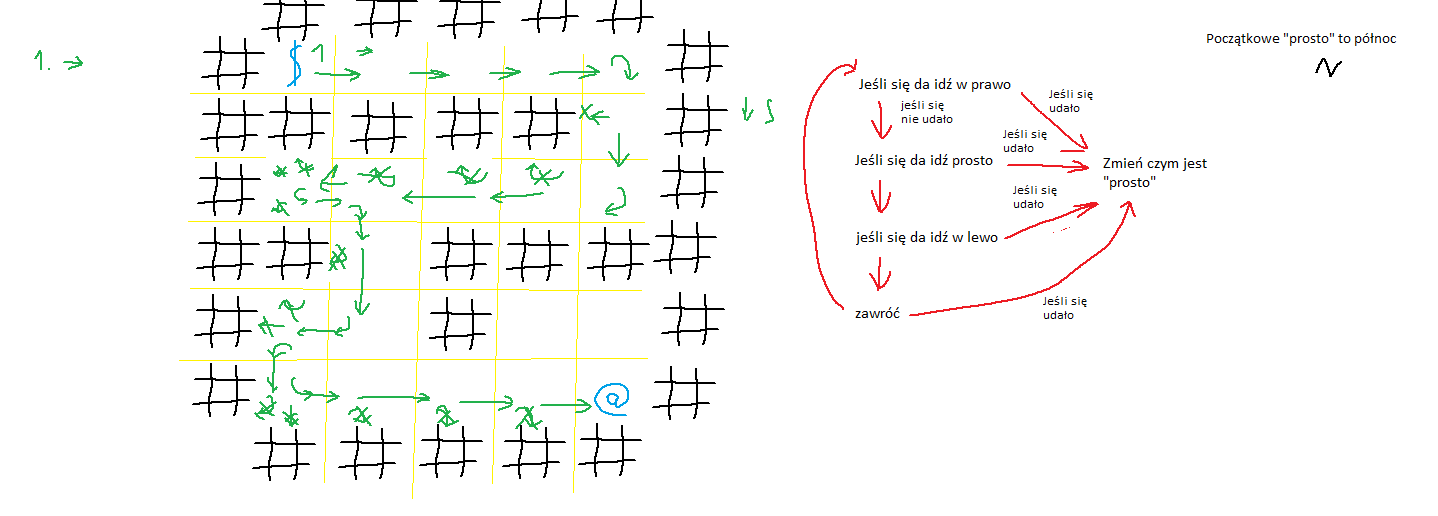 Początkowe "prosto" to północ
N
1. →
$ 1
Jeśli się da idź w prawo
Jeśli się
udało
jeśli się
nie udało
Jeśli się
udało
Jeśli się da idź prosto
Zmień czym jest
"prosto"
Jeśli się
udało
jeśli się da idź w lewo
Jeśli się
udało
zawróć
@